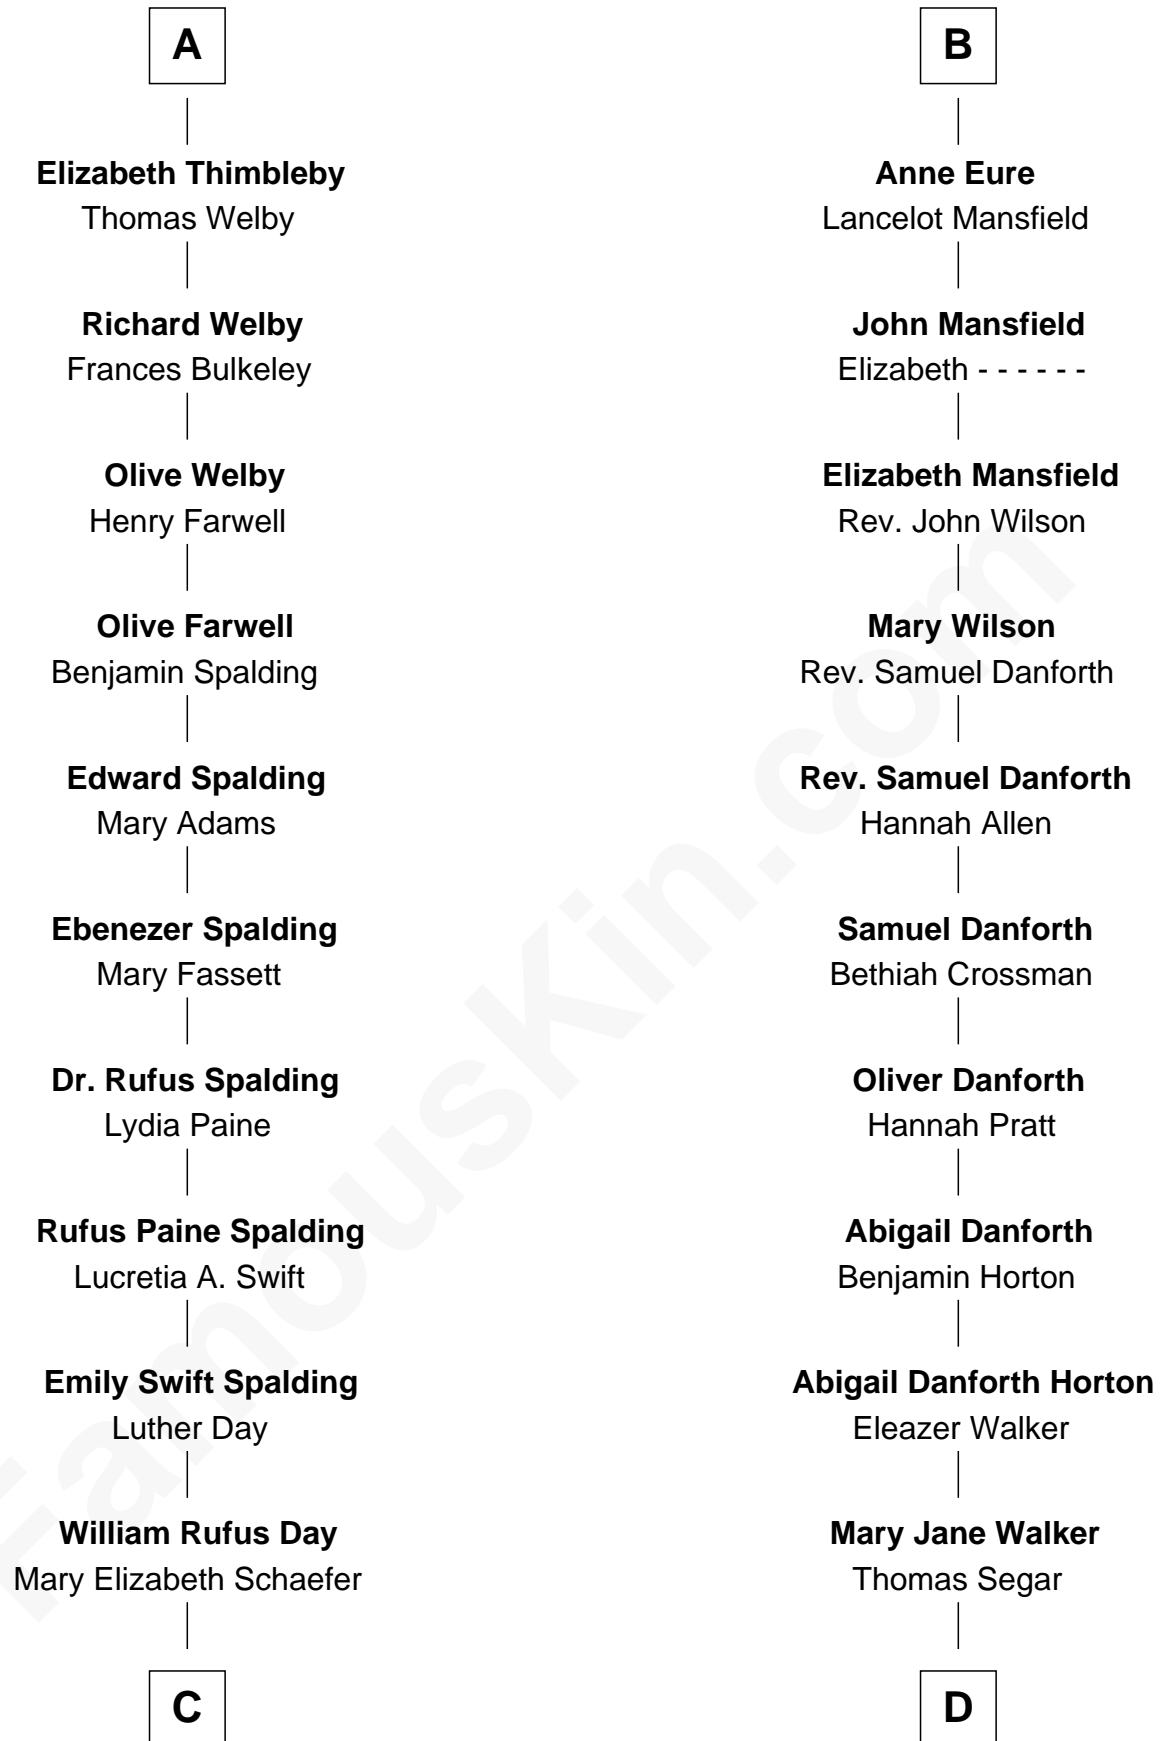 A
Elizabeth Thimbleby
Thomas Welby
Richard Welby
Frances Bulkeley
Olive Welby
Henry Farwell
Olive Farwell
Benjamin Spalding
Edward Spalding
Mary Adams
Ebenezer Spalding
Mary Fassett
Dr. Rufus Spalding
Lydia Paine
Rufus Paine Spalding
Lucretia A. Swift
Emily Swift Spalding
Luther Day
William Rufus Day
Mary Elizabeth Schaefer
C
B
Anne Eure
Lancelot Mansfield
John Mansfield
Elizabeth - - - - - -
Elizabeth Mansfield
Rev. John Wilson
Mary Wilson
Rev. Samuel Danforth
Rev. Samuel Danforth
Hannah Allen
Samuel Danforth
Bethiah Crossman
Oliver Danforth
Hannah Pratt
Abigail Danforth
Benjamin Horton
Abigail Danforth Horton
Eleazer Walker
Mary Jane Walker
Thomas Segar
D
FamousKin.com